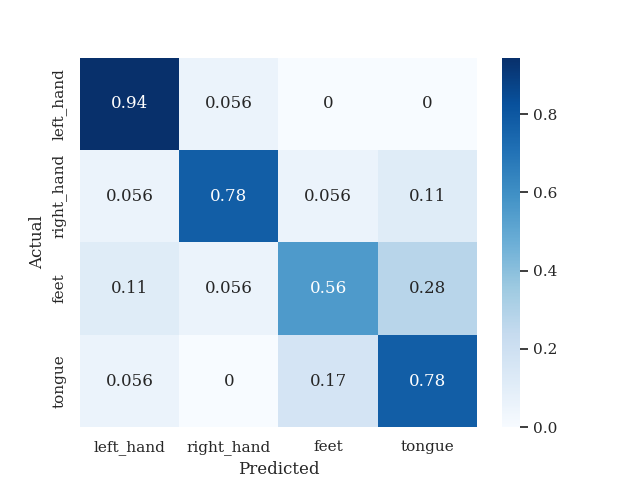 left_hand 0.94 0.056 0 0
right_hand 0.056 0.78 0.056 0.11
feet 0.11 0.056 0.56 0.28
tongue 0.056 0 0.17 0.78
Actual
left_hand right_hand feet tongue
Predicted
0.8
0.6
0.4
0.2
0.0